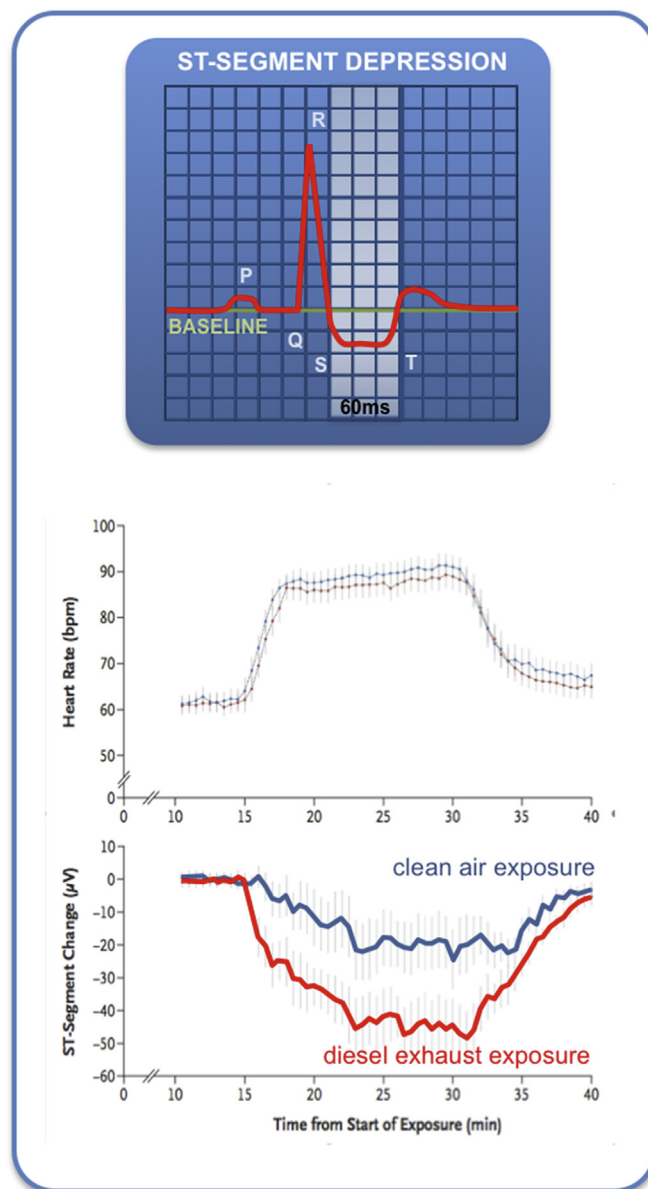 ST-SEGMENT DEPRESSION
R
P
BASELINE
Q
S
T
60ms
100
90
80
70
60
50
0
Heart Rate (bpm)
0 10 15 20 25 30 35 40
10
0
-10
-20
-30
-40
-50
-60
ST-Segment Change (μV)
clean air exposure
diesel exhaust exposure
0 10 15 20 25 30 35 40
Time from Start of Exposure (min)